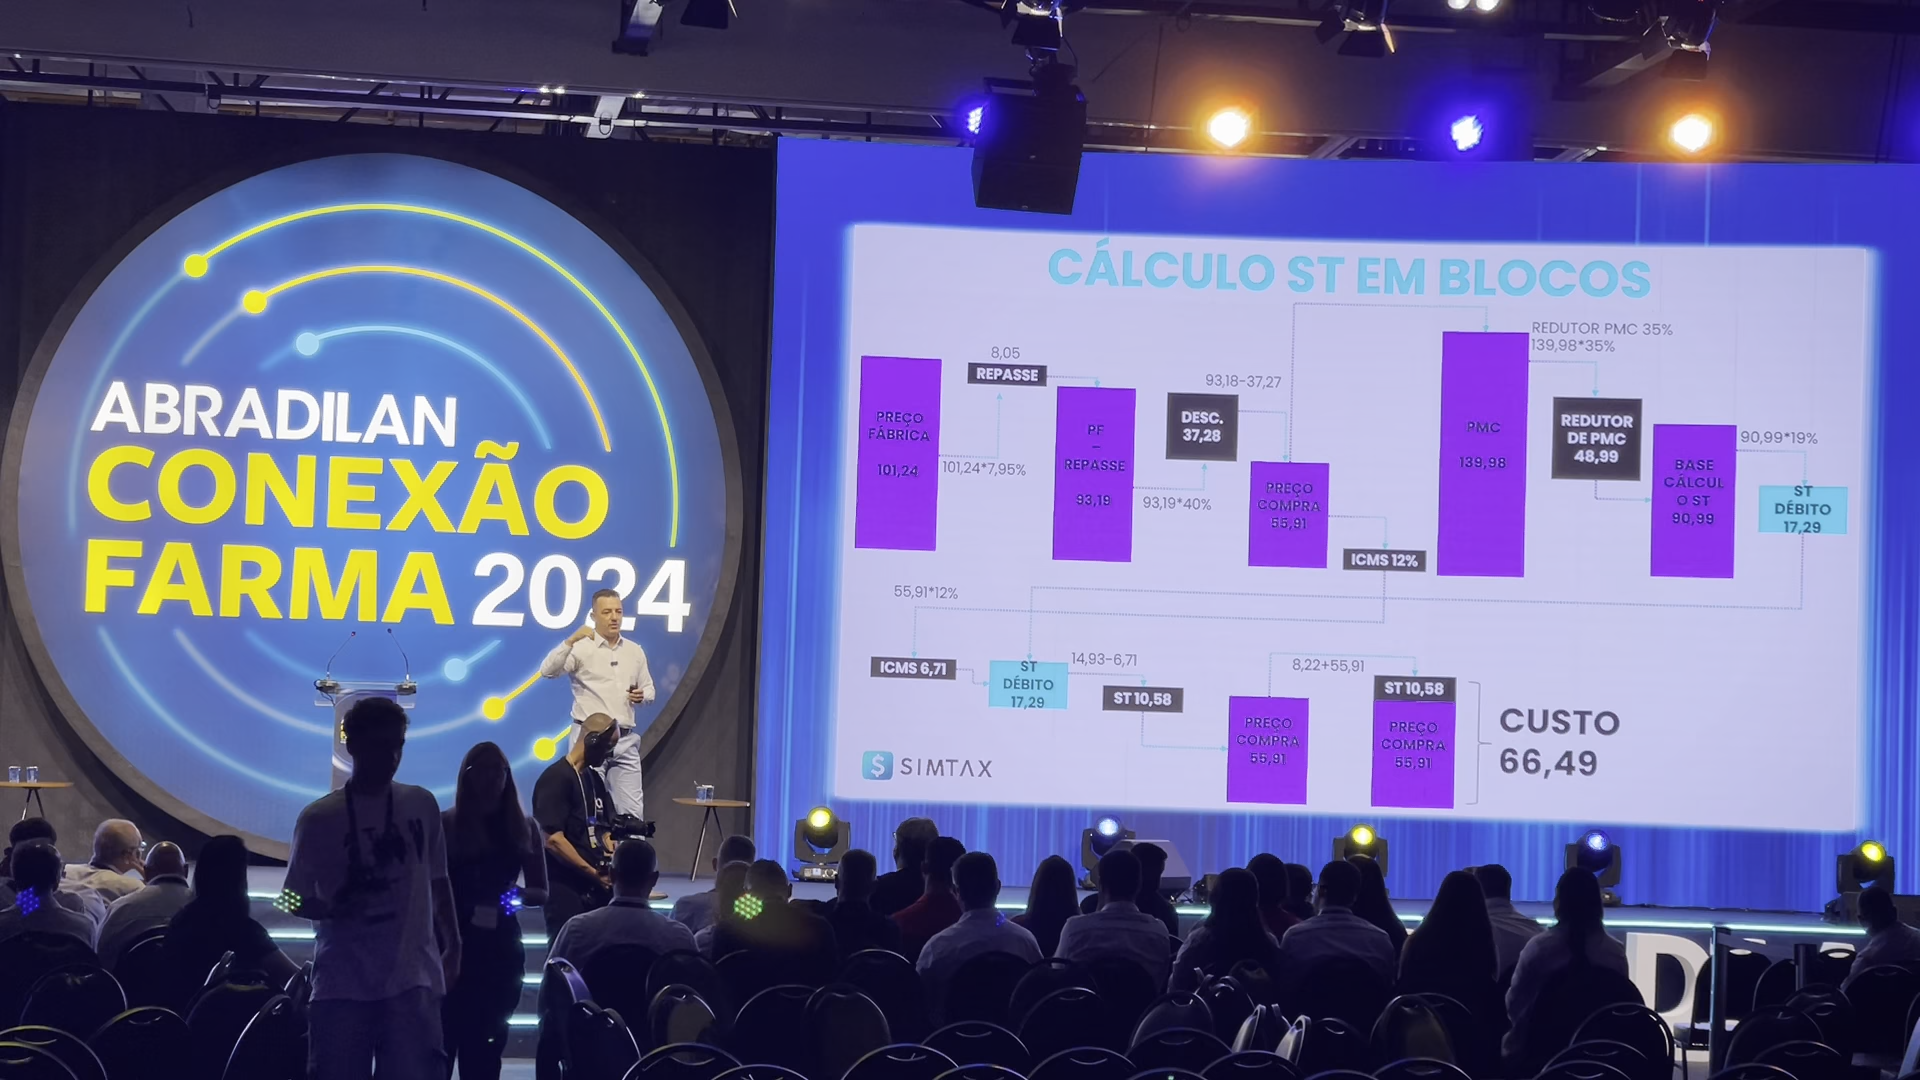 ABRADILAN
CONEXÃO
FARMA 2024
CÁLCULO ST EM BLOCOS
PREÇO
FÁBRICA
101,24
8,05
REPASSE
101,24*7,95%
PF
–
REPASSE
93,19
93,19*40%
DESC.
37,28
93,18-37,27
PREÇO
COMPRA
55,91
ICMS 12%
PMC
139,98
REDUTOR PMC 35%
139,98*35%
REDUTOR
DE PMC
48,99
BASE
CÁLCUL
O ST
90,99
90,99*19%
ST
DÉBITO
17,29
55,91*12%
ICMS 6,71
ST
DÉBITO
17,29
14,93-6,71
ST 10,58
PREÇO
COMPRA
55,91
8,22+55,91
ST 10,58
PREÇO
COMPRA
55,91
CUSTO
66,49
$ SIMTAX